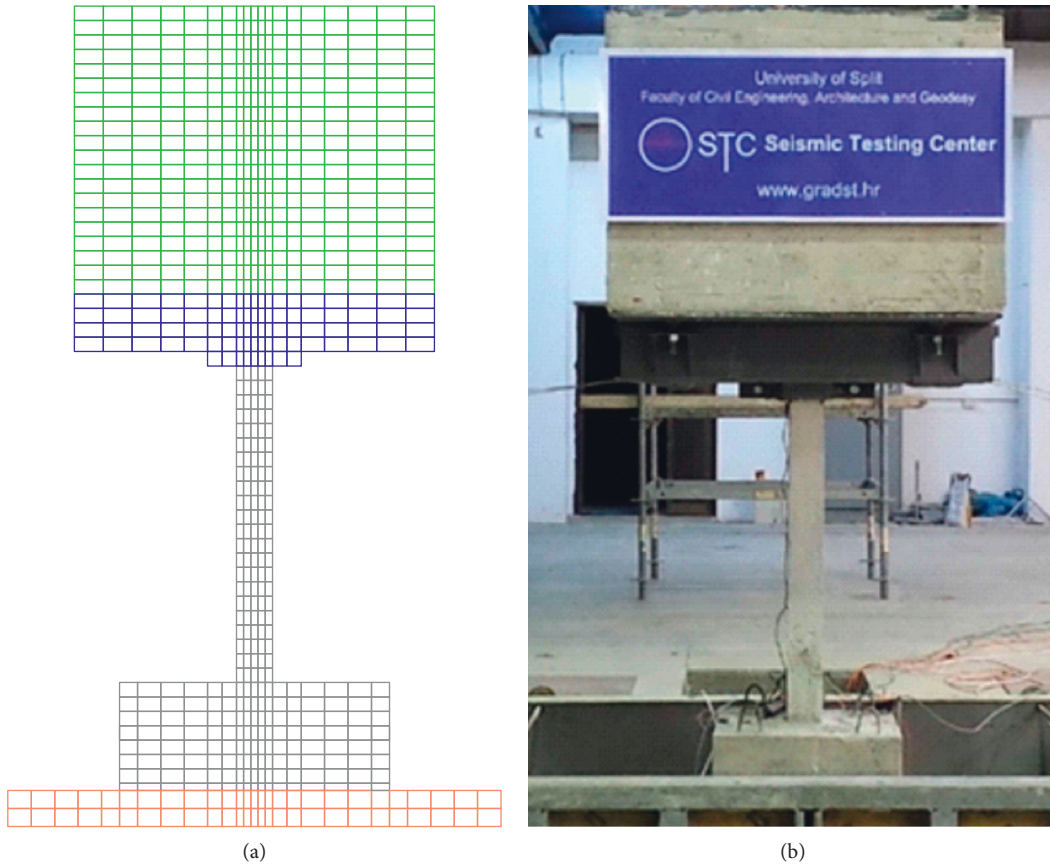 University of Split
Faculty of Civil Engineering, Architecture and Geodesy
STC Seismic Testing Center
www.gradst.hr
(a)
(b)